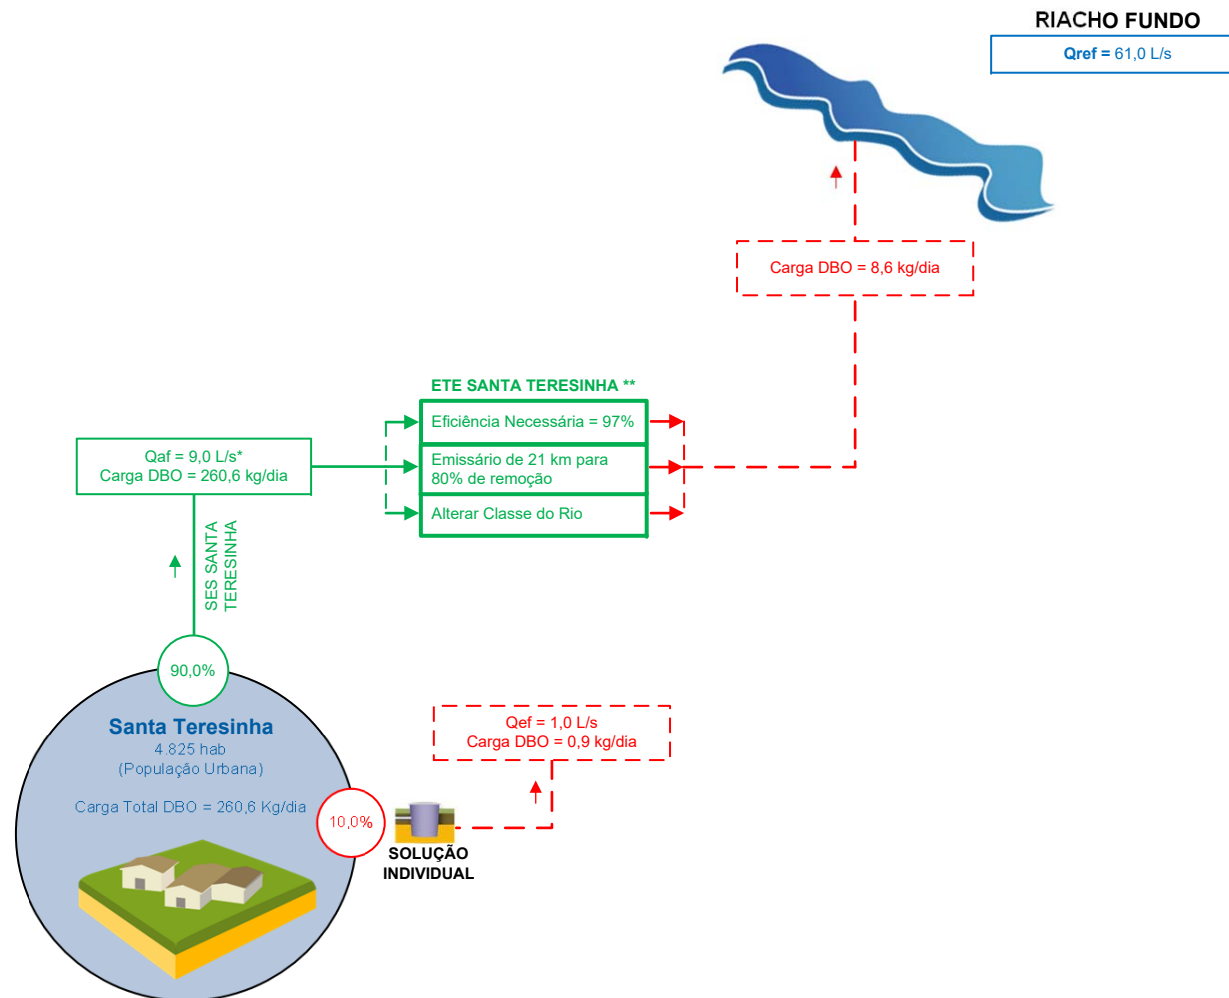 RIACHO FUNDO
Qref = 61,0 L/s
Carga DBO = 8,6 kg/dia
ETE SANTA TERESINHA **
Eficiência Necessária = 97%
Emissário de 21 km para
80% de remoção
Alterar Classe do Rio
Qaf = 9,0 L/s*
Carga DBO = 260,6 kg/dia
SES SANTA
TERESINHA
90,0%
Santa Teresinha
4.825 hab
(População Urbana)
Carga Total DBO = 260,6 Kg/dia
10,0%
SOLUÇÃO
INDIVIDUAL
Qef = 1,0 L/s
Carga DBO = 0,9 kg/dia